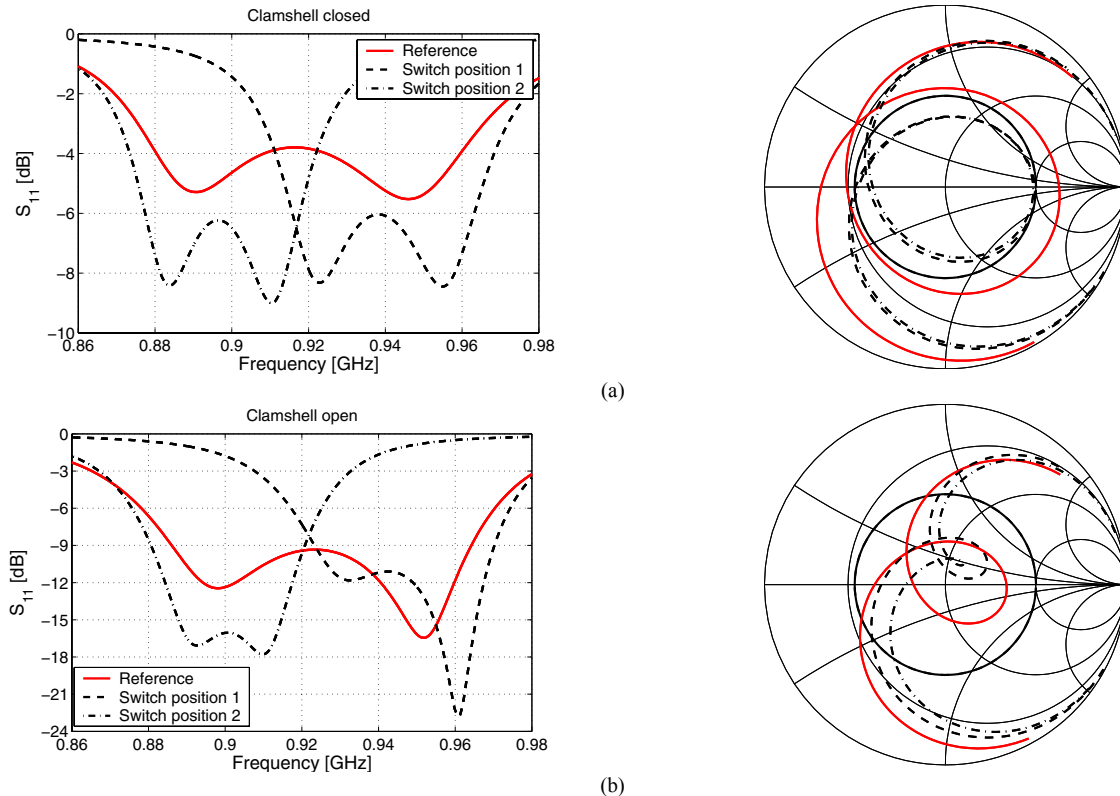 Clamshell closed
0
−2
−4
−6
−8
−10
S11 [dB]
0.86 0.88 0.9 0.92 0.94 0.96 0.98
Frequency [GHz]
Reference
Switch position 1
Switch position 2
(a)
Clamshell open
0
−3
−6
−9
−12
−15
−18
−21
−24
S11 [dB]
Reference
Switch position 1
Switch position 2
0.86 0.88 0.9 0.92 0.94 0.96 0.98
Frequency [GHz]
(b)